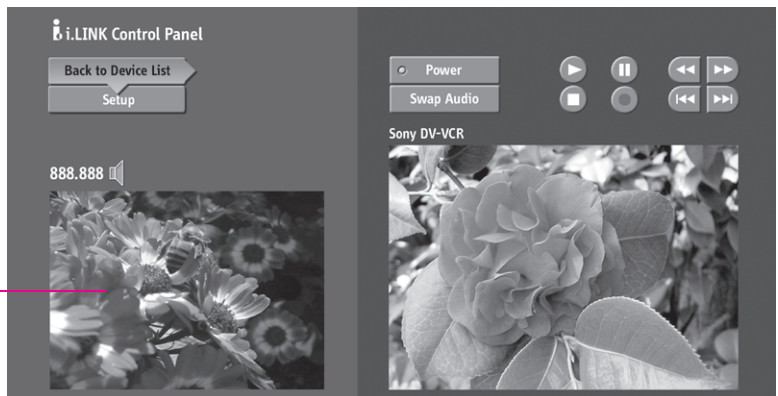 i.LINK Control Panel
Back to Device List
Setup
888.888
Power
Swap Audio
Sony DV-VCR